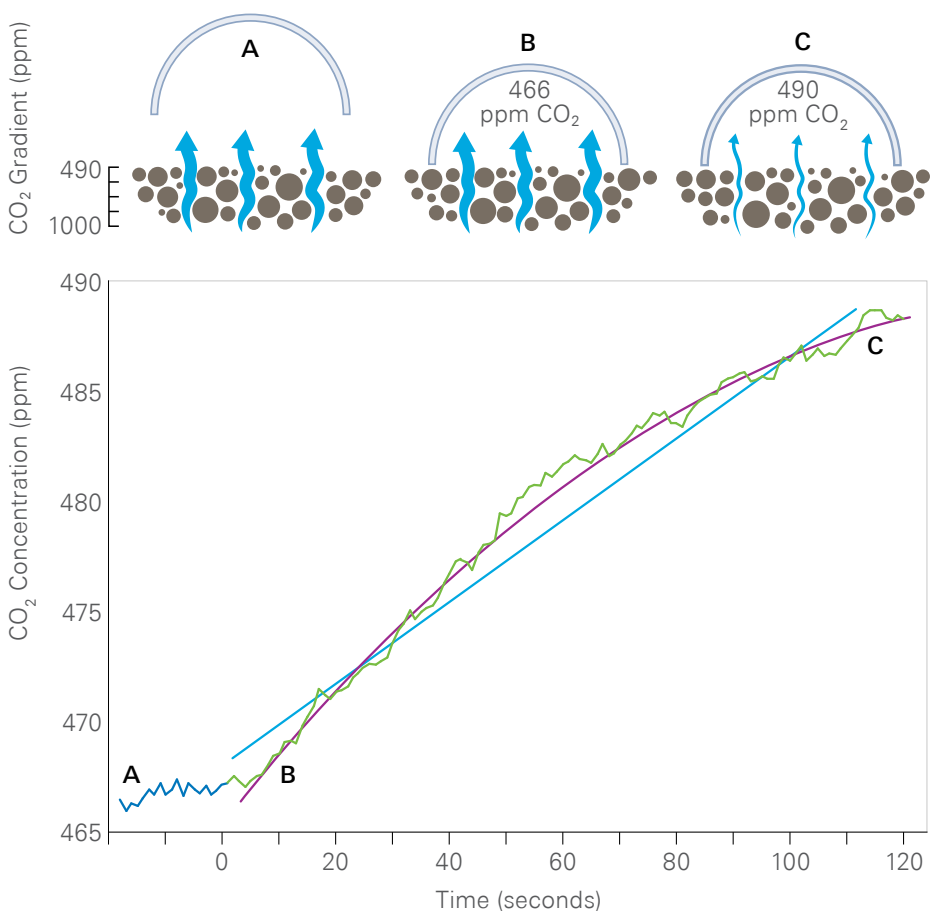 CO₂ Gradient (ppm)
490
1000
A
B
466
ppm CO₂
C
490
ppm CO₂
CO₂ Concentration (ppm)
490
485
480
475
470
465
A
B
C
0 20 40 60 80 100 120
Time (seconds)